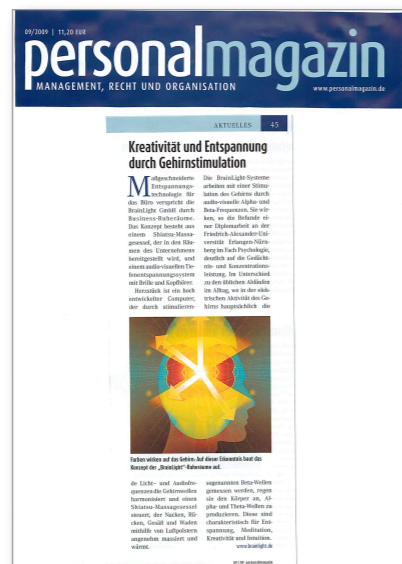 09/2009 | 11,20 EUR
personalmagazin
MANAGEMENT, RECHT UND ORGANISATION
www.personalmagazin.de
AKTUELLES 45
Kreativität und Entspannung
durch Gehirnstimulation
Maßgeschneiderte
Entspannungs-
technologie für
das Büro verspricht die
BrainLight GmbH durch
Business-Ruheräume.
Das Konzept besteht aus
einem Shiatsu-Massa-
gesessel, der in den Räu-
men des Unternehmens
bereitgestellt wird, und
einem audio-visuellen Tie-
fenentspannungssystem
mit Brille und Kopfhörer.
Herzstück ist ein hoch
entwickelter Computer,
der durch stimulieren-
Die BrainLight-Systeme
arbeiten mit einer Stimu-
lation des Gehirns durch
audio-visuelle Alpha- und
Beta-Frequenzen. Sie wir-
ken, so die Befunde ei-
ner Diplomarbeit an der
Friedrich-Alexander-Uni-
versität Erlangen-Nürn-
berg im Fach Psychologie,
deutlich auf die Gedächt-
nis- und Konzentrations-
leistung. Im Unterschied
zu den üblichen Abläufen
im Alltag, wo in der elek-
trischen Aktivität des Ge-
hirns hauptsächlich die
Farben wirken auf das Gehirn: Auf dieser Erkenntnis baut das
Konzept der „BrainLight"-Ruheräume auf.
de Licht- und Audiofre-
quenzen die Gehirnwellen
harmonisiert und einen
Shiatsu-Massagesessel
steuert, der Nacken, Rü-
cken, Gesäß und Waden
mithilfe von Luftpolstern
angenehm massiert und
wärmt.
sogenannten Beta-Wellen
gemessen werden, regen
sie den Körper an, Al-
pha- und Theta-Wellen zu
produzieren. Diese sind
charakteristisch für Ent-
spannung, Meditation,
Kreativität und Intuition.
www.brainlight.de
09 | 09 personalmagazin